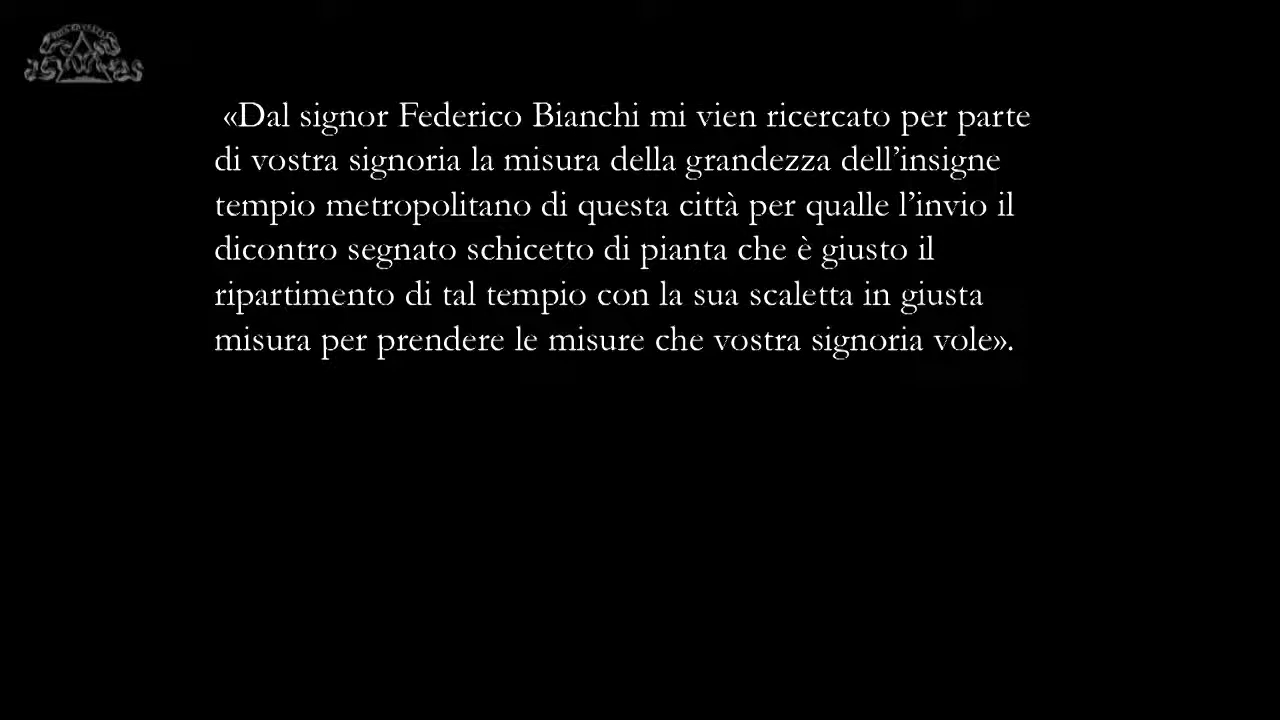 «Dal signor Federico Bianchi mi vien ricercato per parte
di vostra signoria la misura della grandezza dell’insigne
tempio metropolitano di questa città per qualle l’invio il
dicontro segnato schicetto di pianta che è giusto il
ripartimento di tal tempio con la sua scaletta in giusta
misura per prendere le misure che vostra signoria vole».